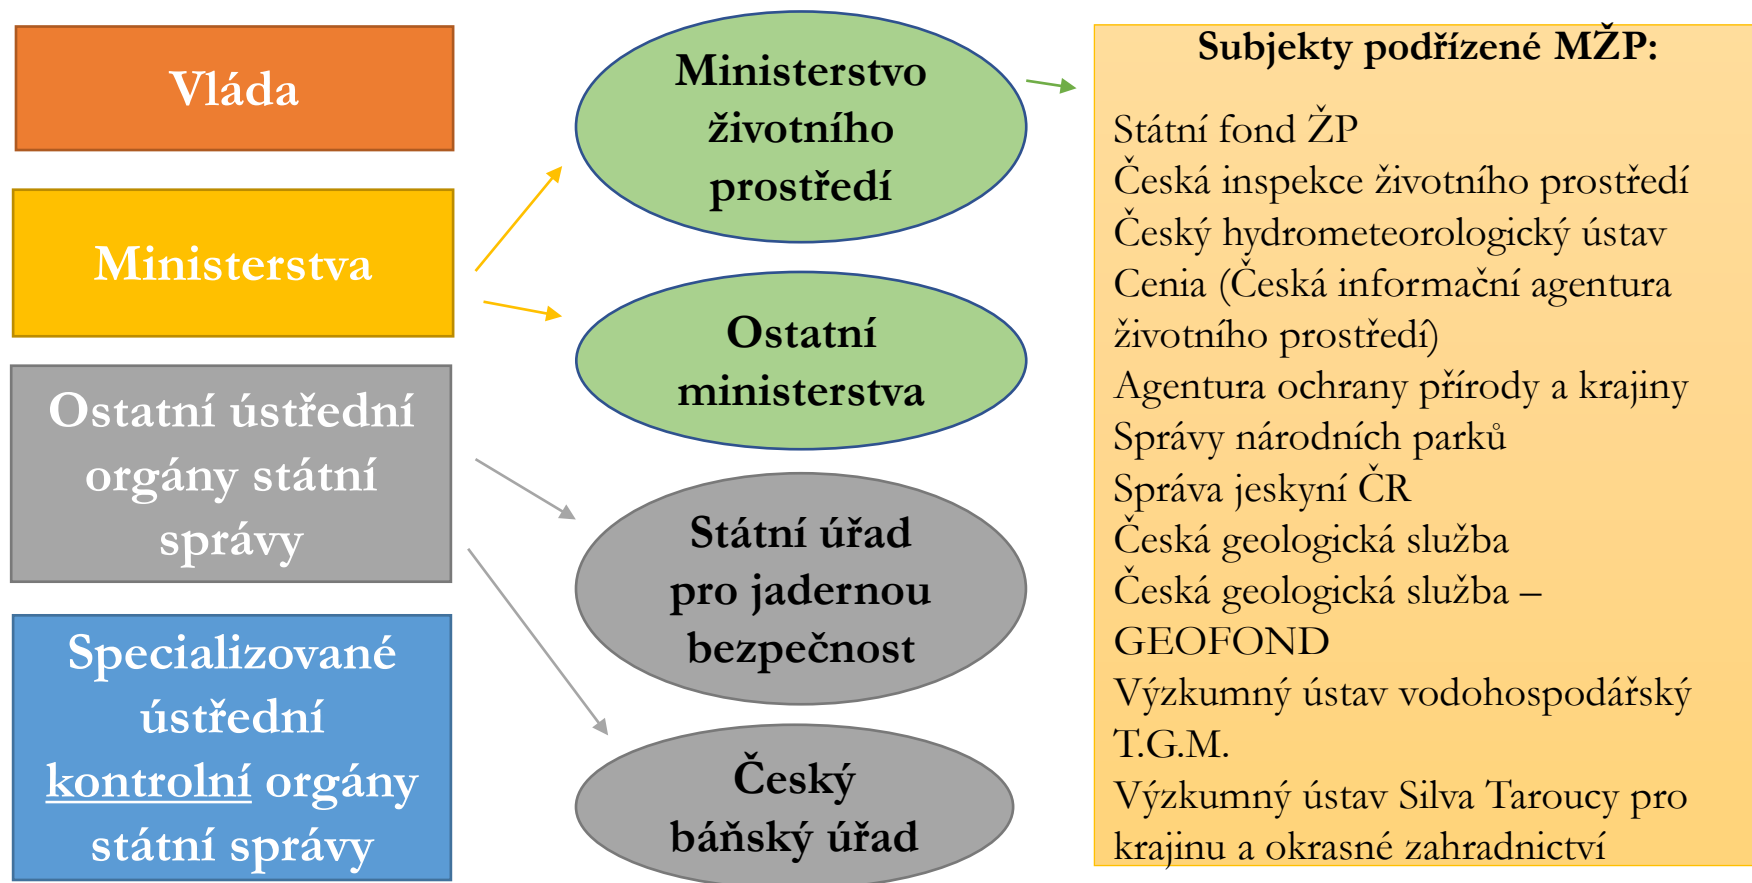 Vláda
Ministerstva
Ostatní ústřední
orgány státní
správy
Specializované
ústřední
kontrolní orgány
státní správy
Ministerstvo
životního
prostředí
Ostatní
ministerstva
Státní úřad
pro jadernou
bezpečnost
Český
báňský úřad
Subjekty podřízené MŽP:
Státní fond ŽP
Česká inspekce životního prostředí
Český hydrometeorologický ústav
Cenia (Česká informační agentura
životního prostředí)
Agentura ochrany přírody a krajiny
Správy národních parků
Správa jeskyní ČR
Česká geologická služba
Česká geologická služba –
GEOFOND
Výzkumný ústav vodohospodářský
T.G.M.
Výzkumný ústav Silva Taroucy pro
krajinu a okrasné zahradnictví